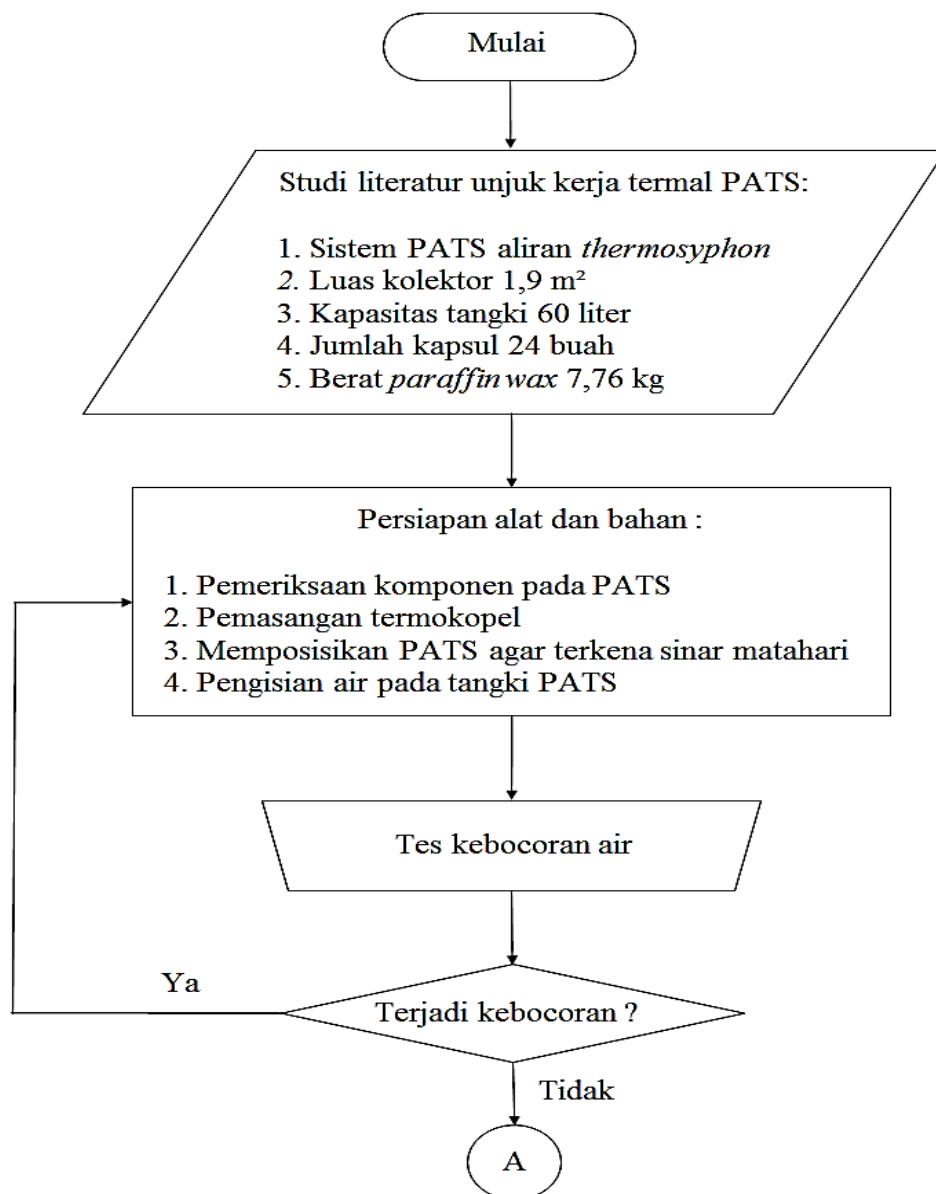 Mulai
Studi literatur unjuk kerja termal PATS:
1. Sistem PATS aliran thermosyphon
2. Luas kolektor 1,9 m²
3. Kapasitas tangki 60 liter
4. Jumlah kapsul 24 buah
5. Berat paraffin wax 7,76 kg
Persiapan alat dan bahan :
1. Pemeriksaan komponen pada PATS
2. Pemasangan termokopel
3. Memposisikan PATS agar terkena sinar matahari
4. Pengisian air pada tangki PATS
Tes kebocoran air
Ya
Terjadi kebocoran ?
Tidak
A